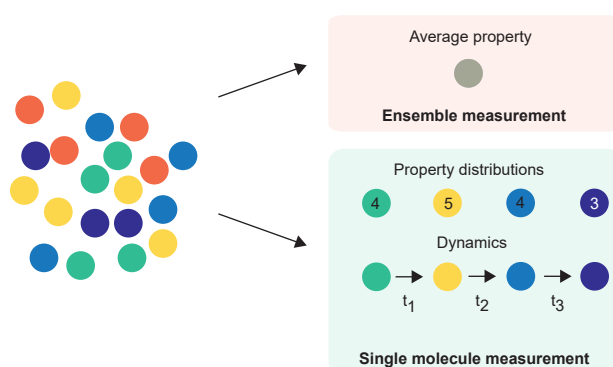 Average property
Ensemble measurement
Property distributions
4 5 4 3
Dynamics
t1 t2 t3
Single molecule measurement